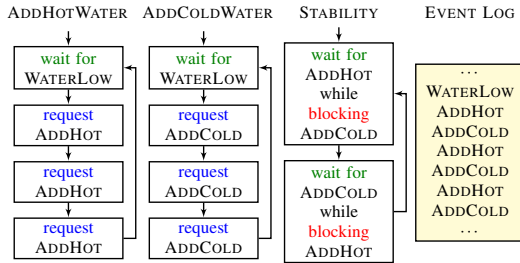 ADDHOTWATER
wait for
WATERLOW
request
ADDHOT
request
ADDHOT
request
ADDHOT
ADDCOLDWATER
wait for
WATERLOW
request
ADDCOLD
request
ADDCOLD
request
ADDCOLD
STABILITY
wait for
ADDHOT
while
blocking
ADDCOLD
wait for
ADDCOLD
while
blocking
ADDHOT
EVENT LOG
...
WATERLOW
ADDHOT
ADDCOLD
ADDHOT
ADDCOLD
ADDHOT
ADDCOLD
...